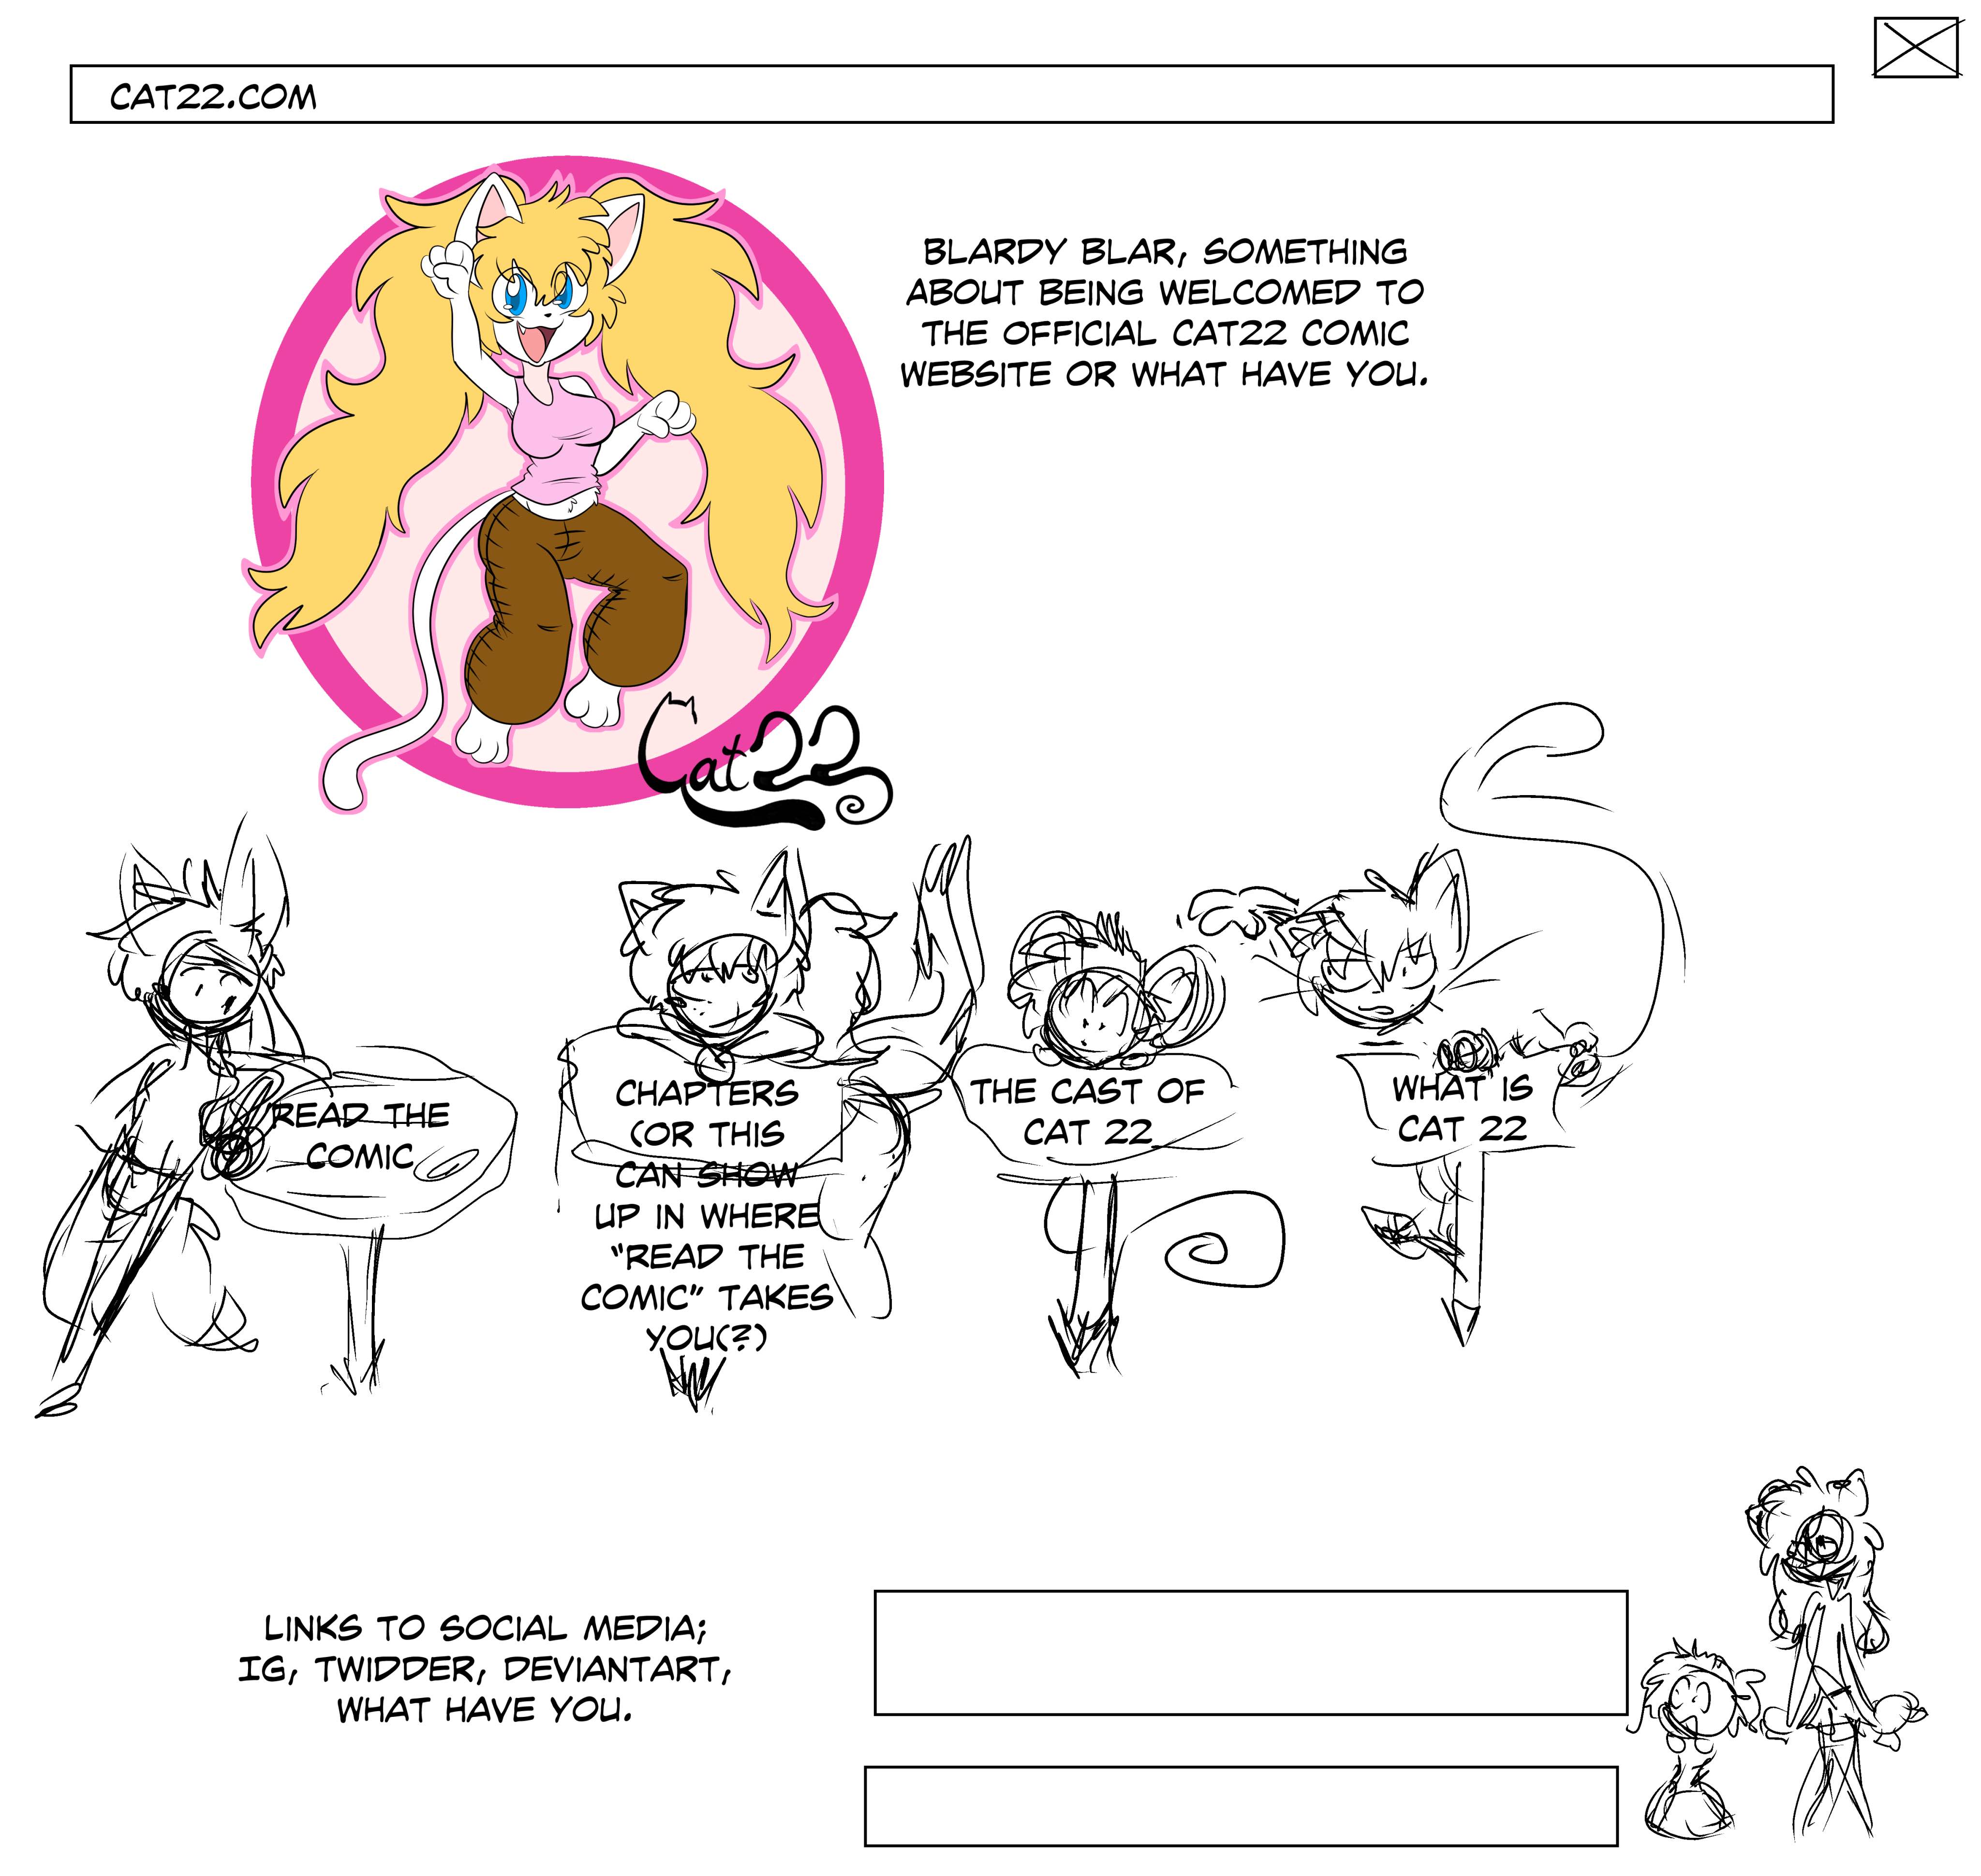 CAT22.COM
BLARDY BLAR, SOMETHING
ABOUT BEING WELCOMED TO
THE OFFICIAL CAT22 COMIC
WEBSITE OR WHAT HAVE YOU.
Cat22
READ THE
COMIC
CHAPTERS
(OR THIS
CAN SHOW
UP IN WHERE
"READ THE
COMIC" TAKES
YOU(?)
THE CAST OF
CAT 22
WHAT IS
CAT 22
LINKS TO SOCIAL MEDIA;
IG, TWIDDER, DEVIANTART,
WHAT HAVE YOU.